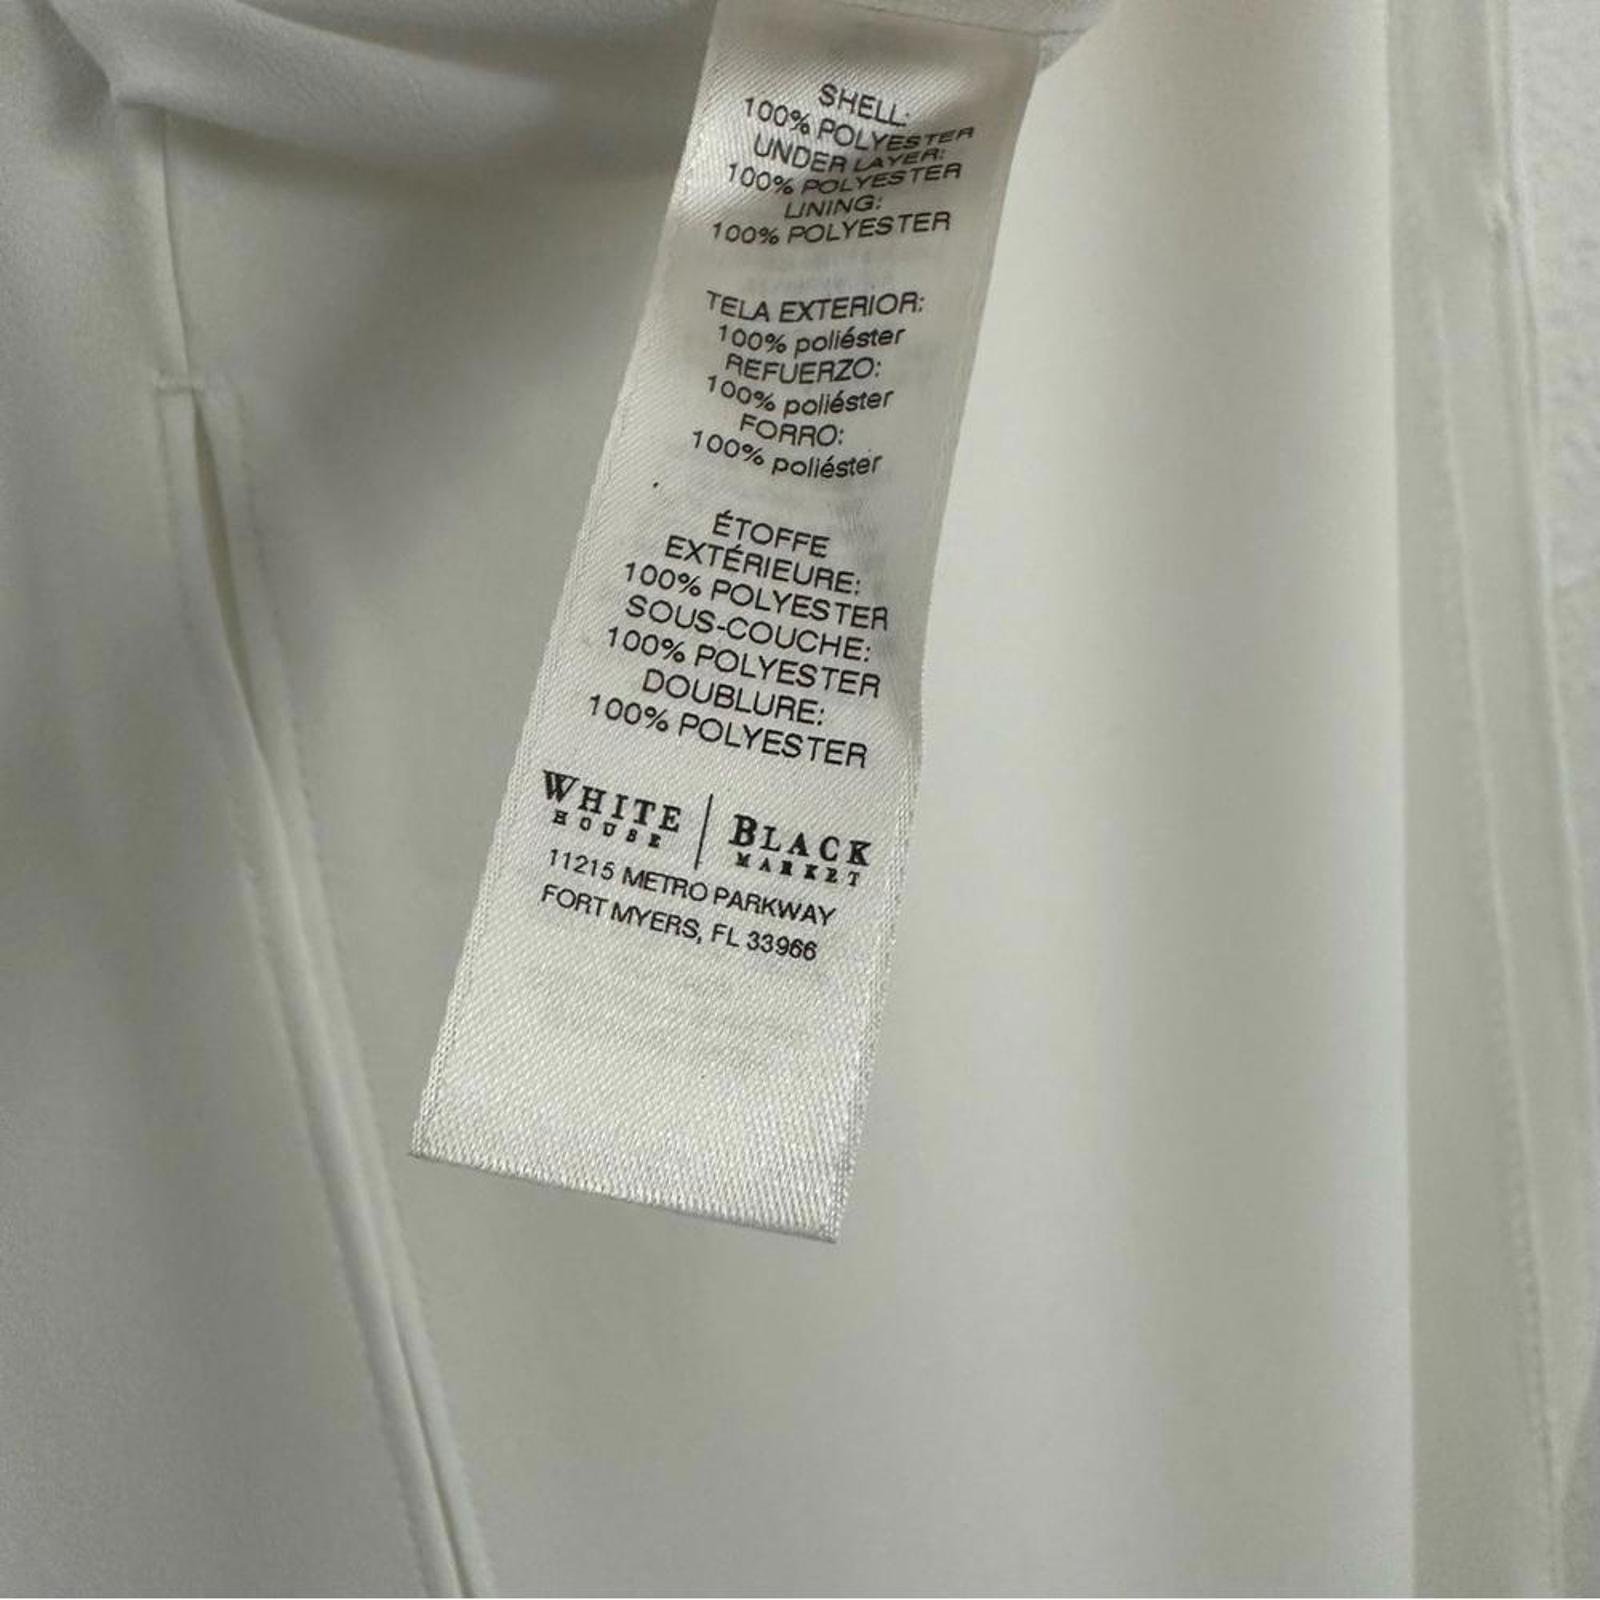 SHELL:
100% POLYESTER
UNDER LAYER:
100% POLYESTER
LINING:
100% POLYESTER
TELA EXTERIOR:
100% poliéster
REFUERZO:
100% poliéster
FORRO:
100% poliéster
ÉTOFFE
EXTÉRIEURE:
100% POLYESTER
SOUS-COUCHE:
100% POLYESTER
DOUBLURE:
100% POLYESTER
WHITE | BLACK
HOUSE MARKET
11215 METRO PARKWAY
FORT MYERS, FL 33966